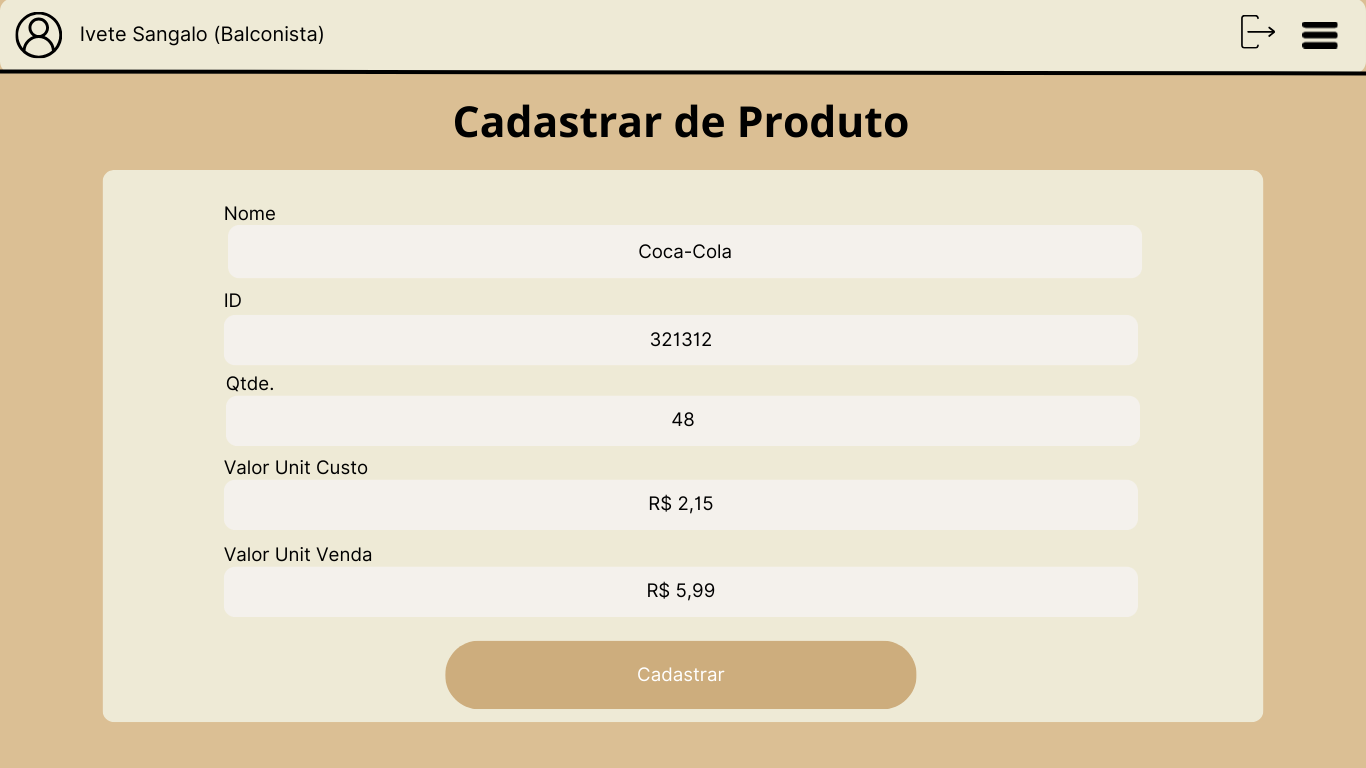 Ivete Sangalo (Balconista)
Cadastrar de Produto
Nome
Coca-Cola
ID
321312
Qtde.
48
Valor Unit Custo
R$ 2,15
Valor Unit Venda
R$ 5,99
Cadastrar